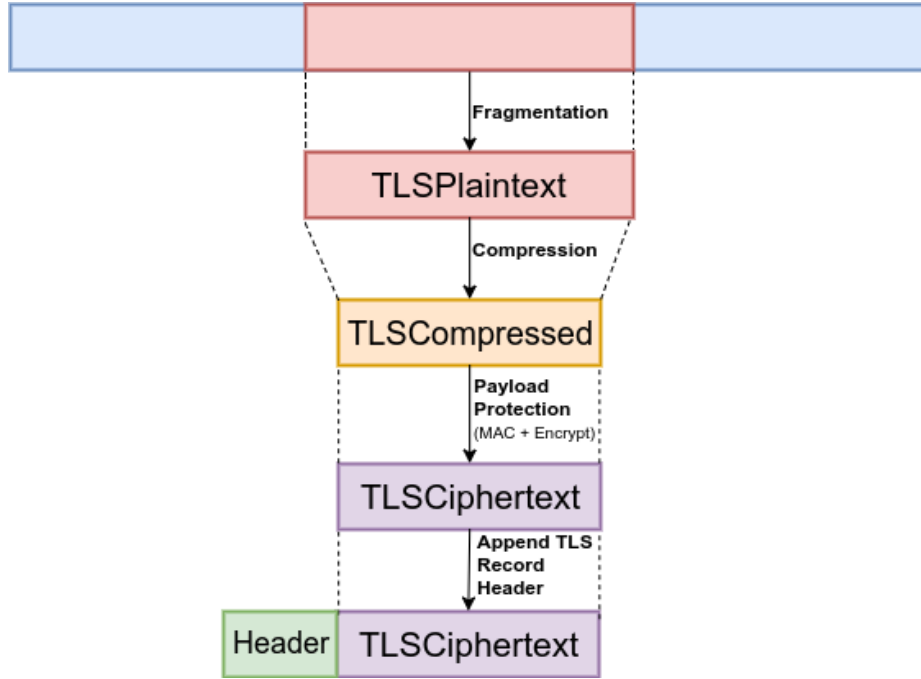 Fragmentation
TLSPlaintext
Compression
TLSCompressed
Payload
Protection
(MAC + Encrypt)
TLSCiphertext
Append TLS
Record
Header
Header
TLSCiphertext